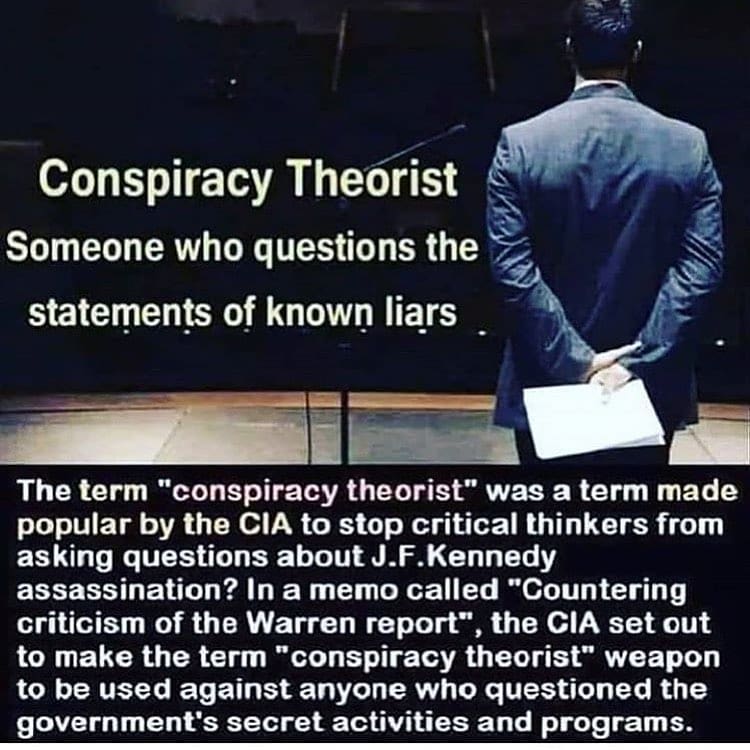 Conspiracy Theorist
Someone who questions the
statements of known liars
The term "conspiracy theorist" was a term made
popular by the CIA to stop critical thinkers from
asking questions about J.F.Kennedy
assassination? In a memo called "Countering
criticism of the Warren report", the CIA set out
to make the term "conspiracy theorist" weapon
to be used against anyone who questioned the
government's secret activities and programs.